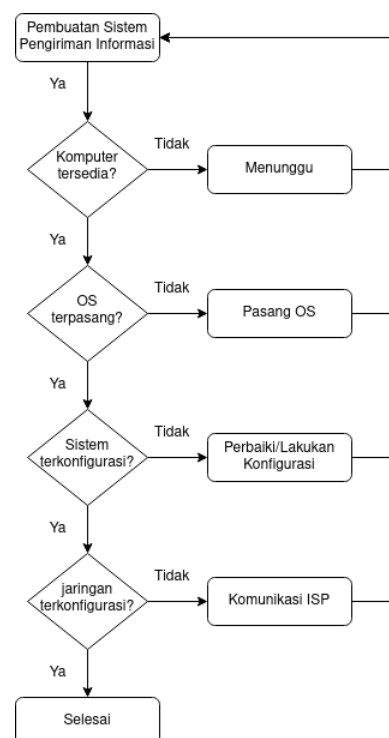 Pembuatan Sistem
Pengiriman Informasi
Ya
Komputer
tersedia?
Tidak
Menunggu
Ya
OS
terpasang?
Tidak
Pasang OS
Ya
Sistem
terkonfigurasi?
Tidak
Perbaiki/Lakukan
Konfigurasi
Ya
jaringan
terkonfigurasi?
Tidak
Komunikasi ISP
Ya
Selesai